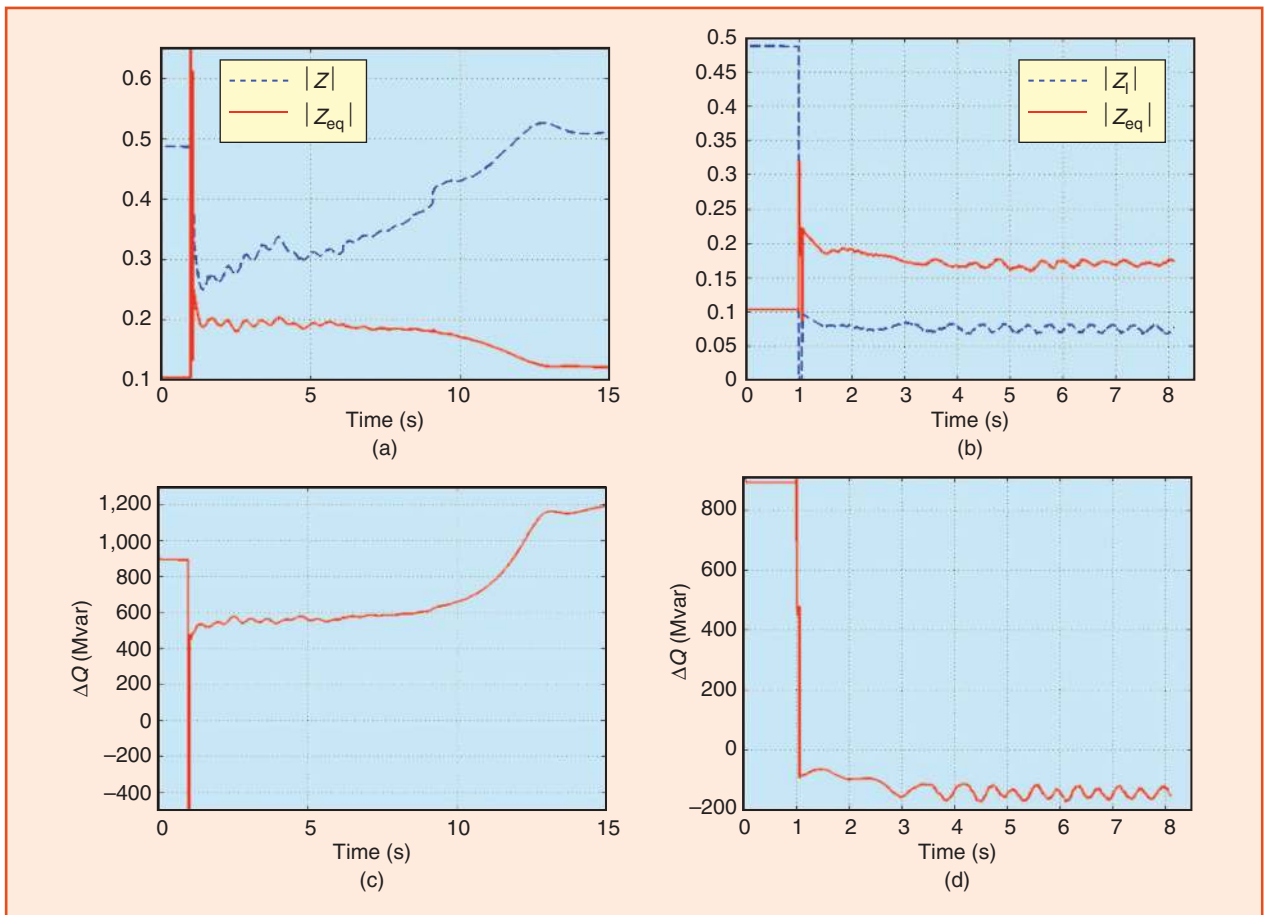 0.6
0.5
0.4
0.3
0.2
0.1
|Z|
|Zeq|
0 5 10 15
Time (s)
(a)
0.5
0.45
0.4
0.35
0.3
0.25
0.2
0.15
0.1
0.05
0
|Zl|
|Zeq|
0 1 2 3 4 5 6 7 8
Time (s)
(b)
ΔQ (Mvar)
1,200
1,000
800
600
400
200
0
–200
–400
0 5 10 15
Time (s)
(c)
ΔQ (Mvar)
800
600
400
200
0
–200
0 1 2 3 4 5 6 7 8
Time (s)
(d)